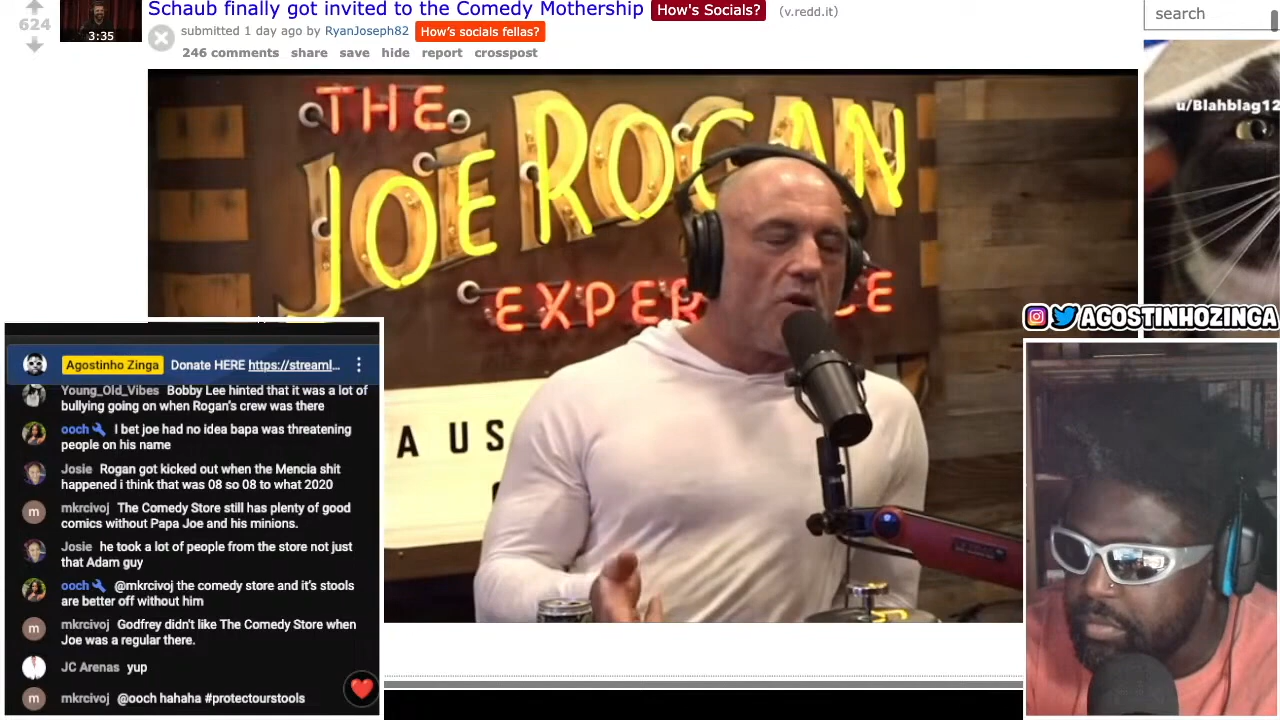 Schaub finally got invited to the Comedy Mothership How's Socials? (v.redd.it)
624
3:35
submitted 1 day ago by RyanJoseph82 How's socials fellas?
246 comments share save hide report crosspost
search
u/Blahblag12
THE
JOE ROGAN
EXPER CE
A US
AGOSTINHOZINGA
Agostinho Zinga Donate HERE https://streaml...
Young_Old_Vibes Bobby Lee hinted that it was a lot of
bullying going on when Rogan's crew was there
ooch I bet joe had no idea bapa was threatening
people on his name
Josie Rogan got kicked out when the Mencia shit
happened i think that was 08 so 08 to what 2020
mkrcivoj The Comedy Store still has plenty of good
comics without Papa Joe and his minions.
Josie he took a lot of people from the store not just
that Adam guy
ooch @mkrcivoj the comedy store and it's stools
are better off without him
mkrcivoj Godfrey didn't like The Comedy Store when
Joe was a regular there.
JC Arenas yup
mkrcivoj @ooch hahaha #protectourstools